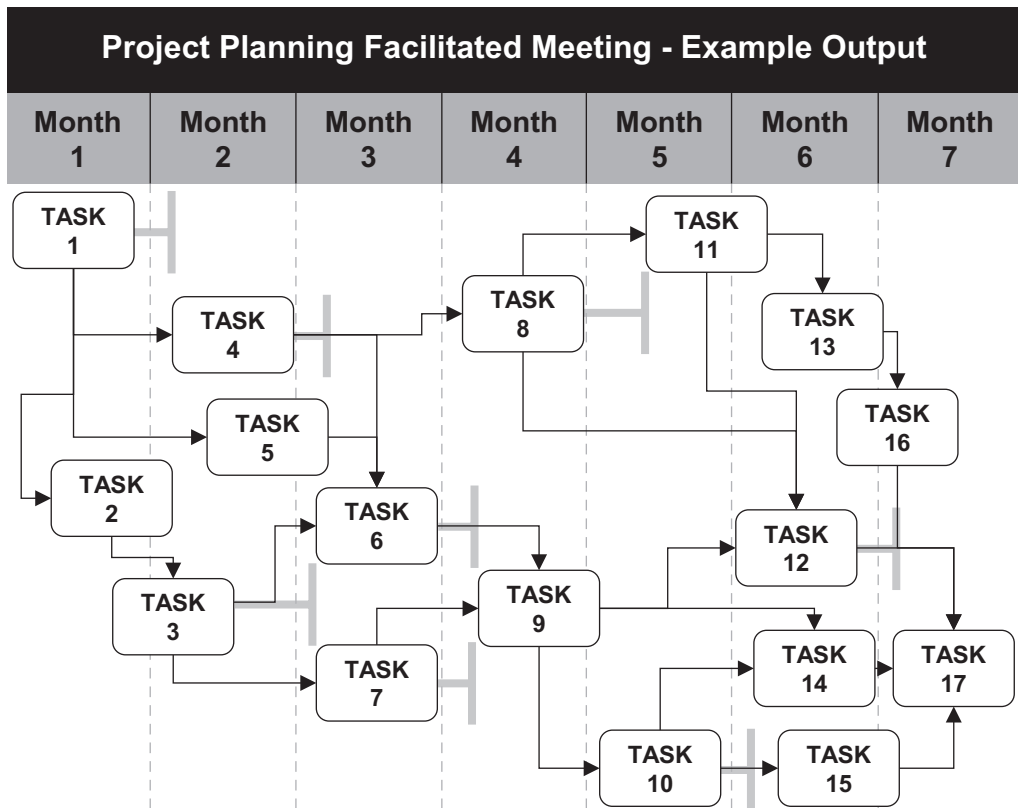 Project Planning Facilitated Meeting - Example Output
Month
1
Month
2
Month
3
Month
4
Month
5
Month
6
Month
7
TASK
1
TASK
2
TASK
3
TASK
4
TASK
5
TASK
6
TASK
7
TASK
8
TASK
9
TASK
10
TASK
11
TASK
12
TASK
13
TASK
14
TASK
15
TASK
16
TASK
17